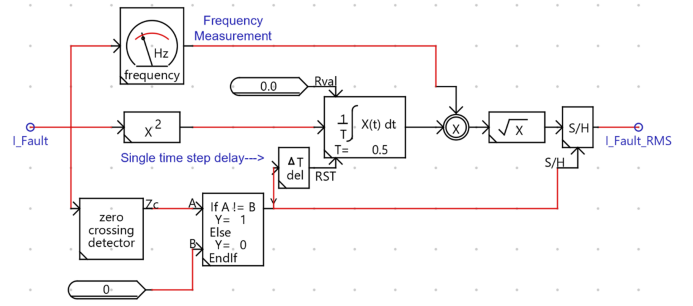 Frequency
Measurement
Hz
frequency
0.0
Rva
I_Fault
X 2
1
T
X(t) dt
T= 0.5
X
√X
S/H
I_Fault_RMS
Single time step delay--->
ΔT
del
RST
S/H
zero
crossing
detector
Zc
A
B
If A != B
Y= 1
Else
Y= 0
EndIf
0